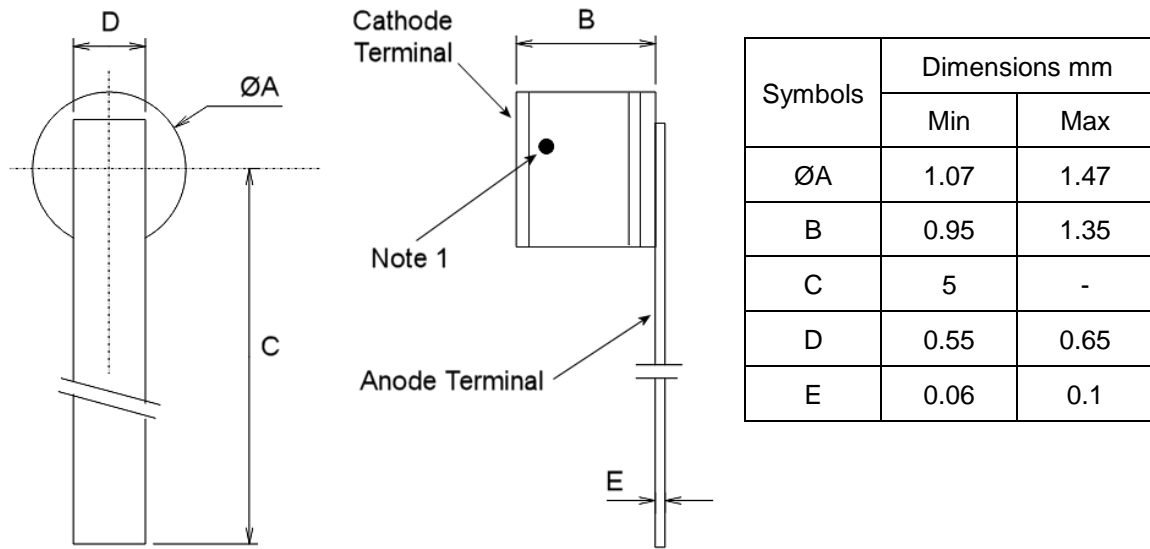 D
ØA
C
Cathode
Terminal
B
Note 1
Anode Terminal
E
Symbols Dimensions mm
Min Max
ØA 1.07 1.47
B 0.95 1.35
C 5 -
D 0.55 0.65
E 0.06 0.1